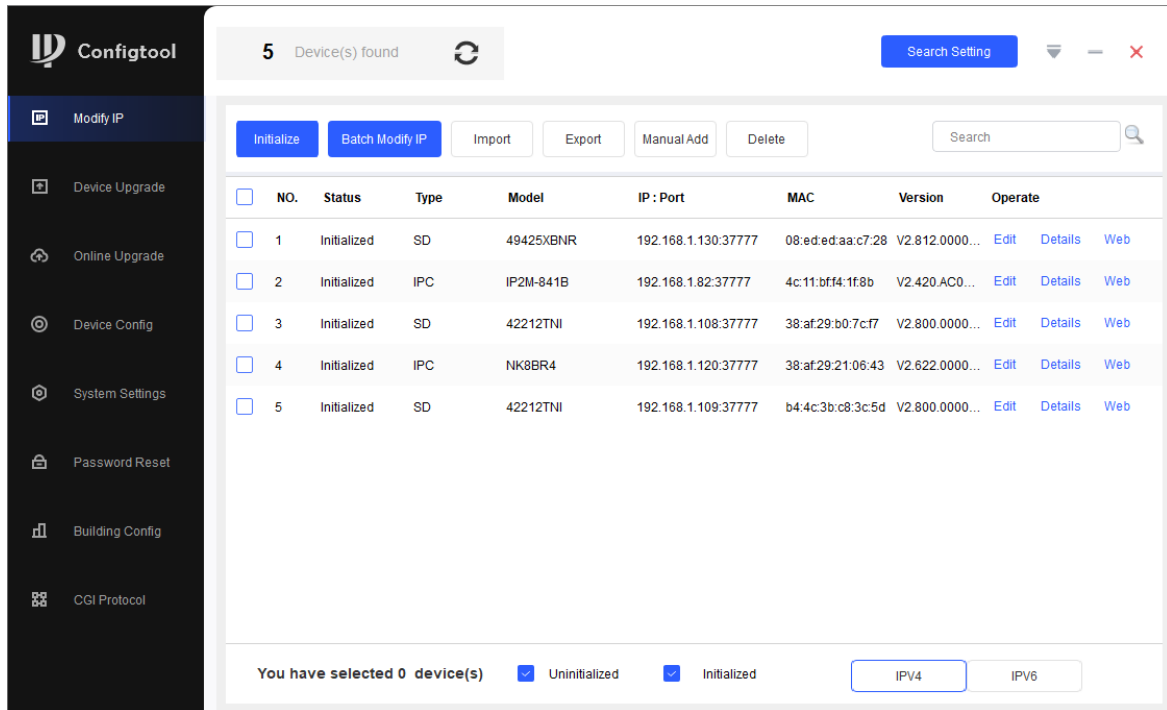 Configtool
5 Device(s) found
Search Setting
Modify IP
Device Upgrade
Online Upgrade
Device Config
System Settings
Password Reset
Building Config
CGI Protocol
Initialize Batch Modify IP Import Export Manual Add Delete Search
NO. Status Type Model IP : Port MAC Version Operate
1 Initialized SD 49425XBNR 192.168.1.130:37777 08:ed:ed:aa:c7:28 V2.812.0000... Edit Details Web
2 Initialized IPC IP2M-841B 192.168.1.82:37777 4c:11:bf:f4:1f:8b V2.420.AC0... Edit Details Web
3 Initialized SD 42212TNI 192.168.1.108:37777 38:af:29:b0:7c:f7 V2.800.0000... Edit Details Web
4 Initialized IPC NK8BR4 192.168.1.120:37777 38:af:29:21:06:43 V2.622.0000... Edit Details Web
5 Initialized SD 42212TNI 192.168.1.109:37777 b4:4c:3b:c8:3c:5d V2.800.0000... Edit Details Web
You have selected 0 device(s) Uninitialized Initialized IPV4 IPV6